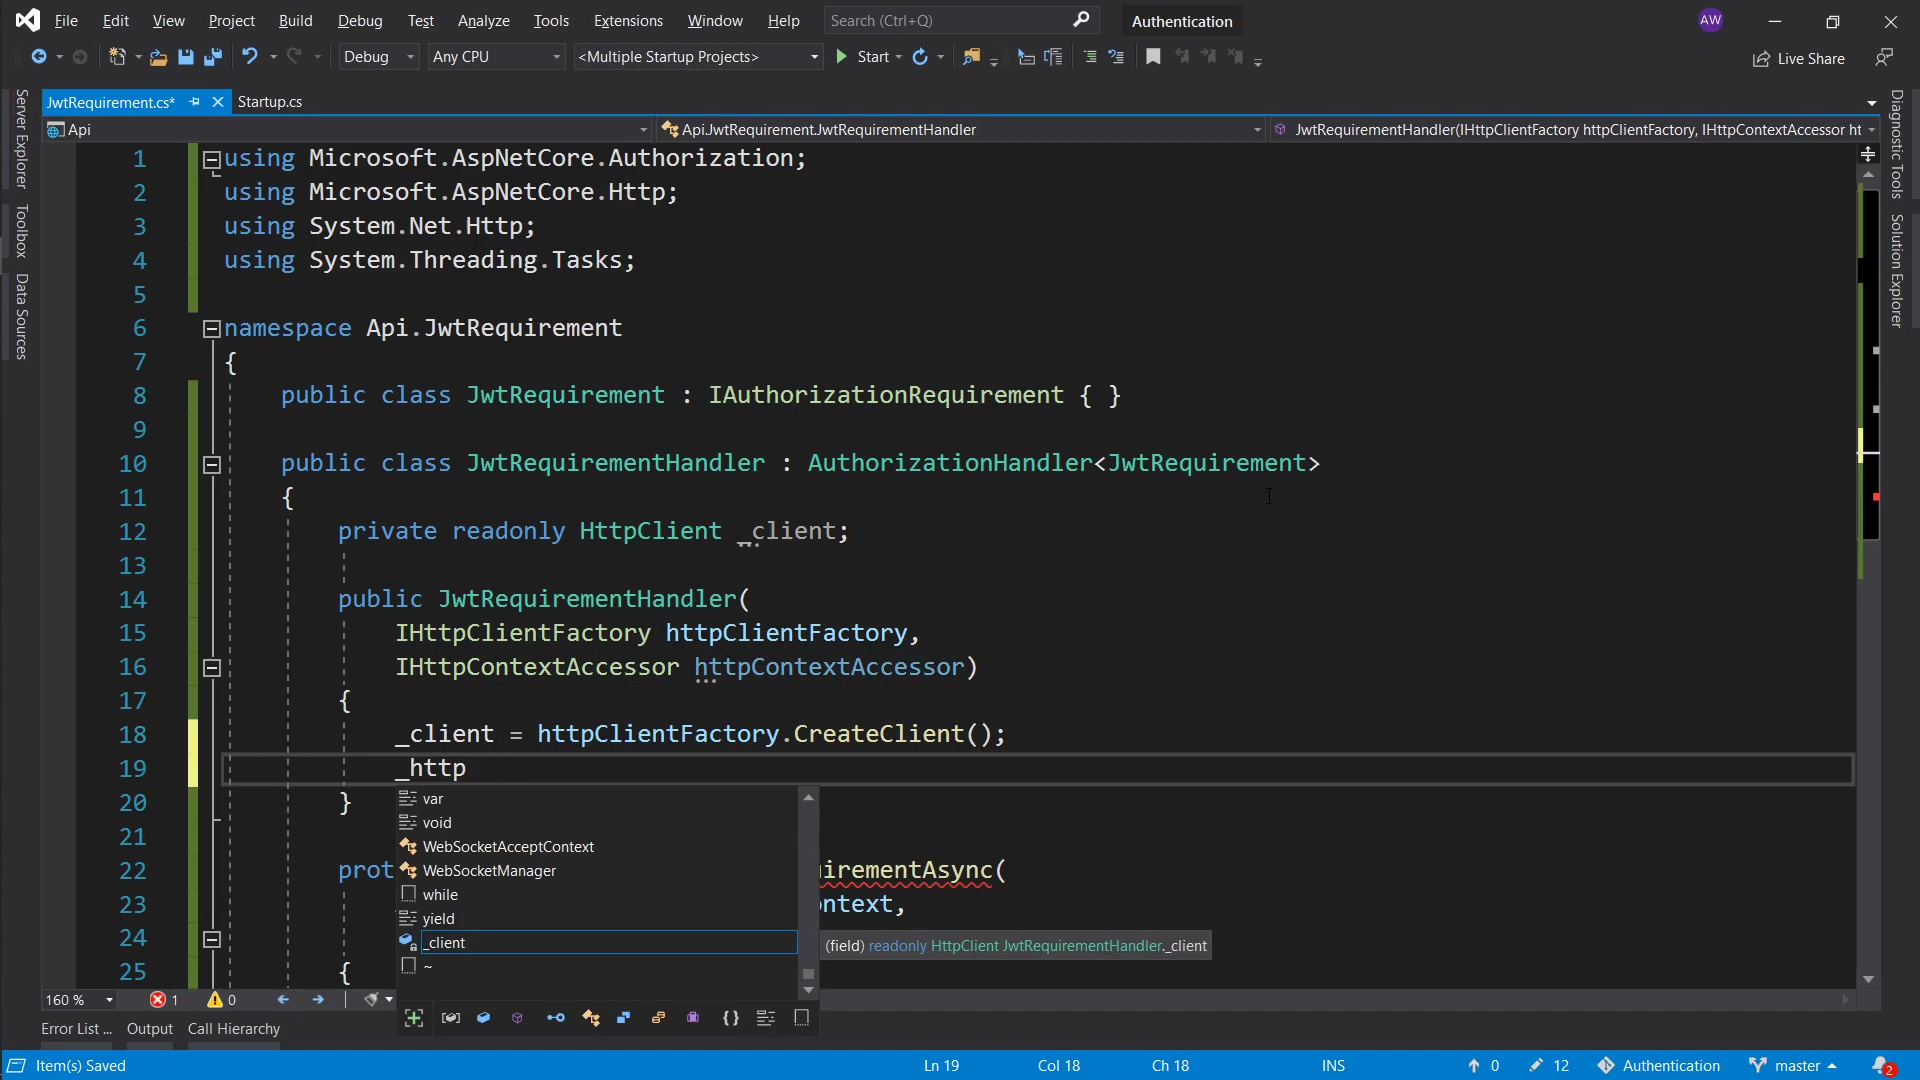 File Edit View Project Build Debug Test Analyze Tools Extensions Window Help Search (Ctrl+Q) Authentication AW
Debug Any CPU <Multiple Startup Projects> Start Live Share
Server Explorer
Toolbox
Data Sources
JwtRequirement.cs* Startup.cs
Api Api.JwtRequirement.JwtRequirementHandler JwtRequirementHandler(IHttpClientFactory httpClientFactory, IHttpContextAccessor ht
1 using Microsoft.AspNetCore.Authorization;
2 using Microsoft.AspNetCore.Http;
3 using System.Net.Http;
4 using System.Threading.Tasks;
5
6 namespace Api.JwtRequirement
7 {
8 public class JwtRequirement : IAuthorizationRequirement { }
9
10 public class JwtRequirementHandler : AuthorizationHandler<JwtRequirement>
11 {
12 private readonly HttpClient _client;
13
14 public JwtRequirementHandler(
15 IHttpClientFactory httpClientFactory,
16 IHttpContextAccessor httpContextAccessor)
17 {
18 _client = httpClientFactory.CreateClient();
19 _http
20 }
21
22 prot irementAsync(
23 ontext,
24
25 {
var
void
WebSocketAcceptContext
WebSocketManager
while
yield
_client
~
(field) readonly HttpClient JwtRequirementHandler._client
Diagnostic Tools
Solution Explorer
160 % 1 0
Error List ... Output Call Hierarchy
Item(s) Saved Ln 19 Col 18 Ch 18 INS 0 12 Authentication master 2